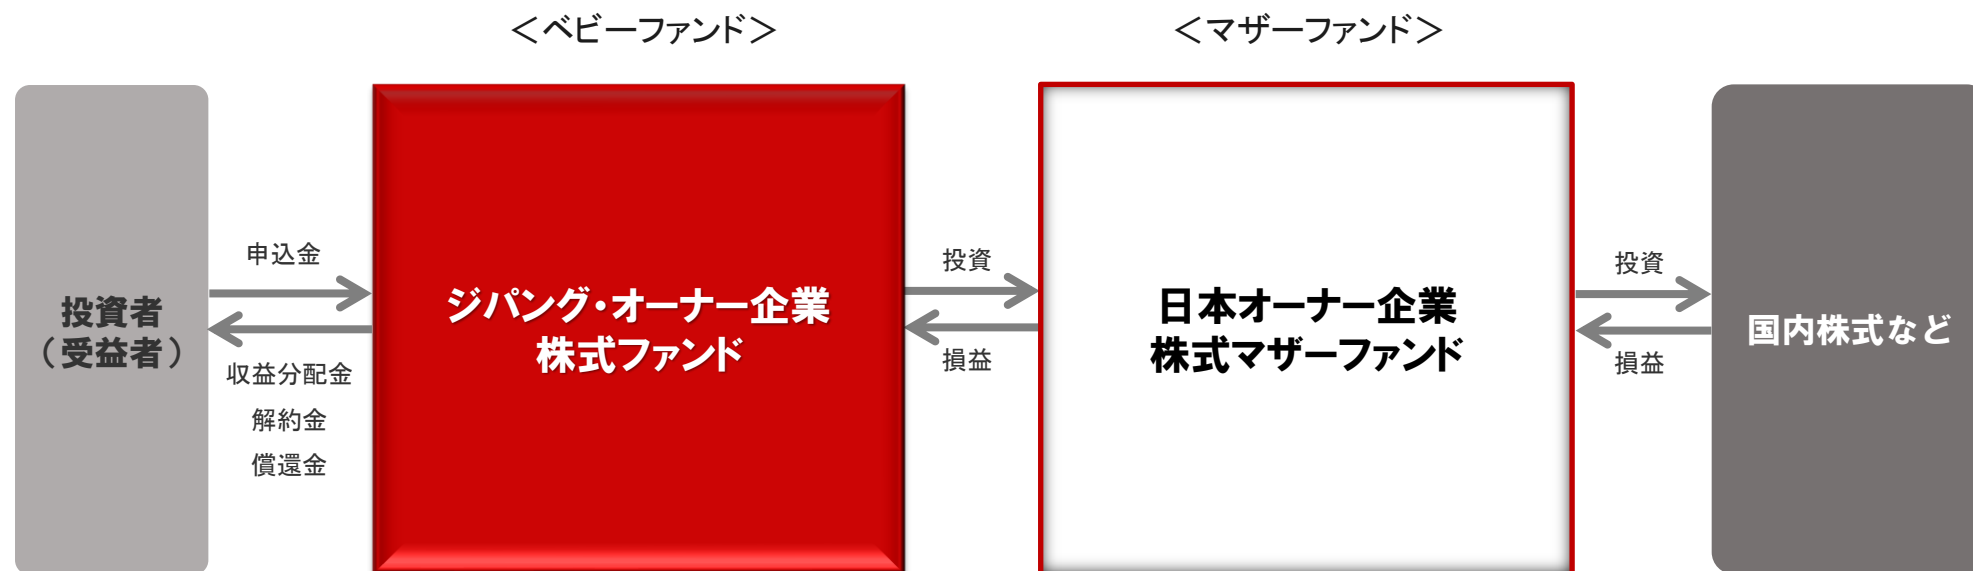 ＜ベビーファンド＞
＜マザーファンド＞
投資者
（受益者）
申込金
収益分配金
解約金
償還金
ジパング・オーナー企業
株式ファンド
投資
損益
日本オーナー企業
株式マザーファンド
投資
損益
国内株式など